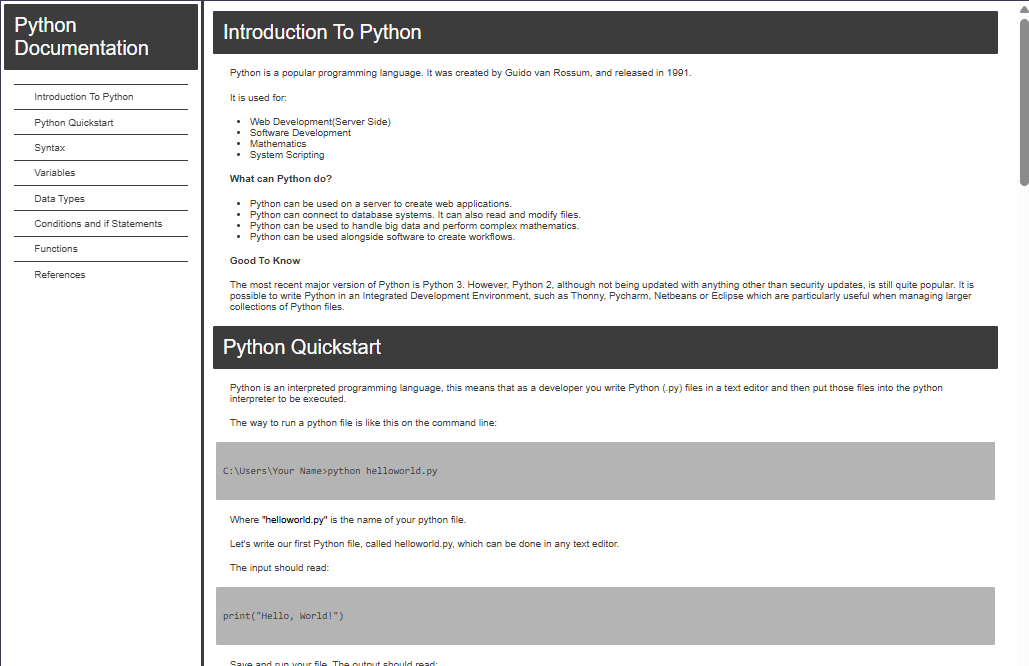 Python
Documentation
Introduction To Python
Python Quickstart
Syntax
Variables
Data Types
Conditions and if Statements
Functions
References
Introduction To Python
Python is a popular programming language. It was created by Guido van Rossum, and released in 1991.
It is used for:
• Web Development(Server Side)
• Software Development
• Mathematics
• System Scripting
What can Python do?
• Python can be used on a server to create web applications.
• Python can connect to database systems. It can also read and modify files.
• Python can be used to handle big data and perform complex mathematics.
• Python can be used alongside software to create workflows.
Good To Know
The most recent major version of Python is Python 3. However, Python 2, although not being updated with anything other than security updates, is still quite popular. It is
possible to write Python in an Integrated Development Environment, such as Thonny, Pycharm, Netbeans or Eclipse which are particularly useful when managing larger
collections of Python files.
Python Quickstart
Python is an interpreted programming language, this means that as a developer you write Python (.py) files in a text editor and then put those files into the python
interpreter to be executed.
The way to run a python file is like this on the command line:
C:\Users\Your Name>python helloworld.py
Where "helloworld.py" is the name of your python file.
Let's write our first Python file, called helloworld.py, which can be done in any text editor.
The input should read:
print("Hello, World!")
Save and run your file. The output should read: